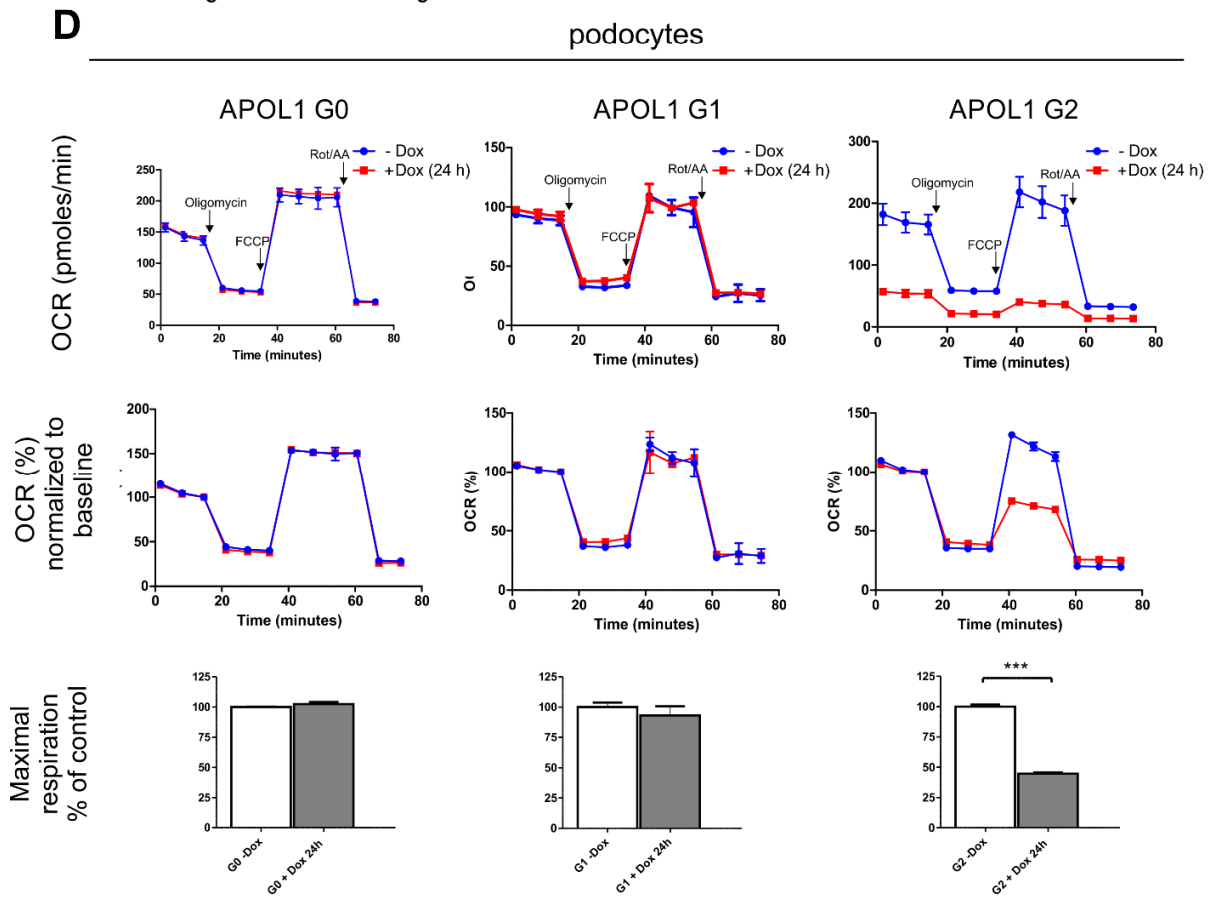 D
podocytes
APOL1 G0
APOL1 G1
APOL1 G2
OCR (pmoles/min)
250
200
150
100
50
0
0 20 40 60 80
Time (minutes)
Oligomycin
FCCP
Rot/AA
- Dox
+Dox (24 h)
150
100
50
0
0 20 40 60 80
Time (minutes)
Oligomycin
FCCP
Rot/AA
- Dox
+Dox (24 h)
300
200
100
0
0 20 40 60 80
Time (minutes)
Oligomycin
FCCP
Rot/AA
- Dox
+Dox (24 h)
OCR (%)
normalized to
baseline
200
150
100
50
0
0 20 40 60 80
Time (minutes)
OCR (%)
150
100
50
0
0 20 40 60 80
Time (minutes)
OCR (%)
150
100
50
0
0 20 40 60 80
Time (minutes)
Maximal
respiration
% of control
125
100
75
50
25
0
G0 -Dox
G0 + Dox 24h
125
100
75
50
25
0
G1 -Dox
G1 + Dox 24h
125
100
75
50
25
0
***
G2 -Dox
G2 + Dox 24h